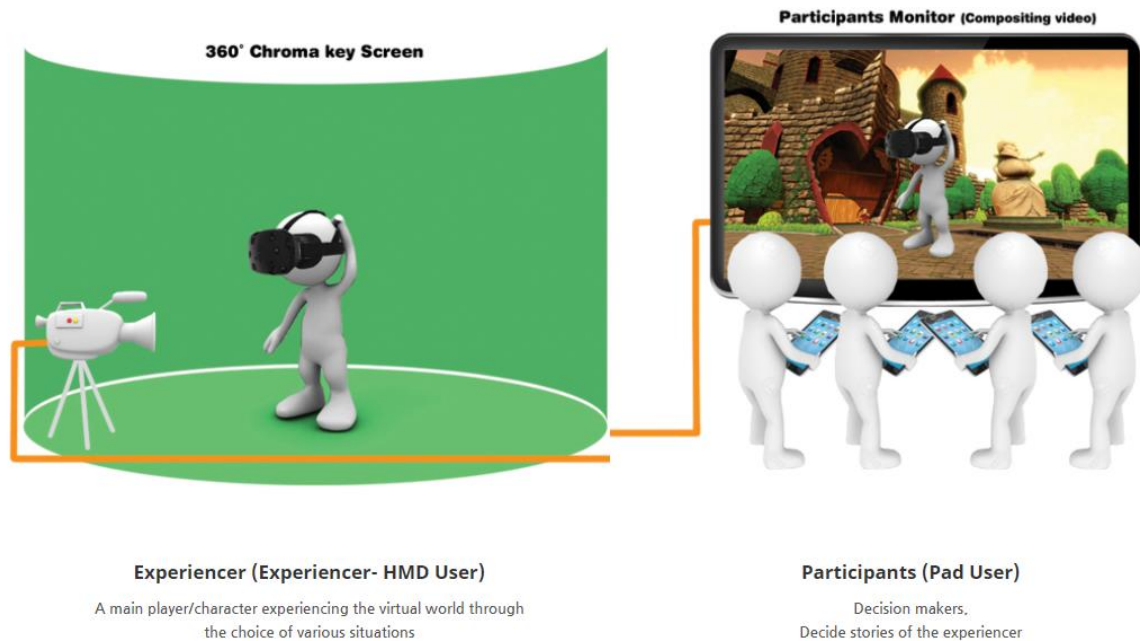 360° Chroma key Screen
Participants Monitor (Compositing video)
Experiencer (Experiencer- HMD User)
A main player/character experiencing the virtual world through
the choice of various situations
Participants (Pad User)
Decision makers,
Decide stories of the experiencer